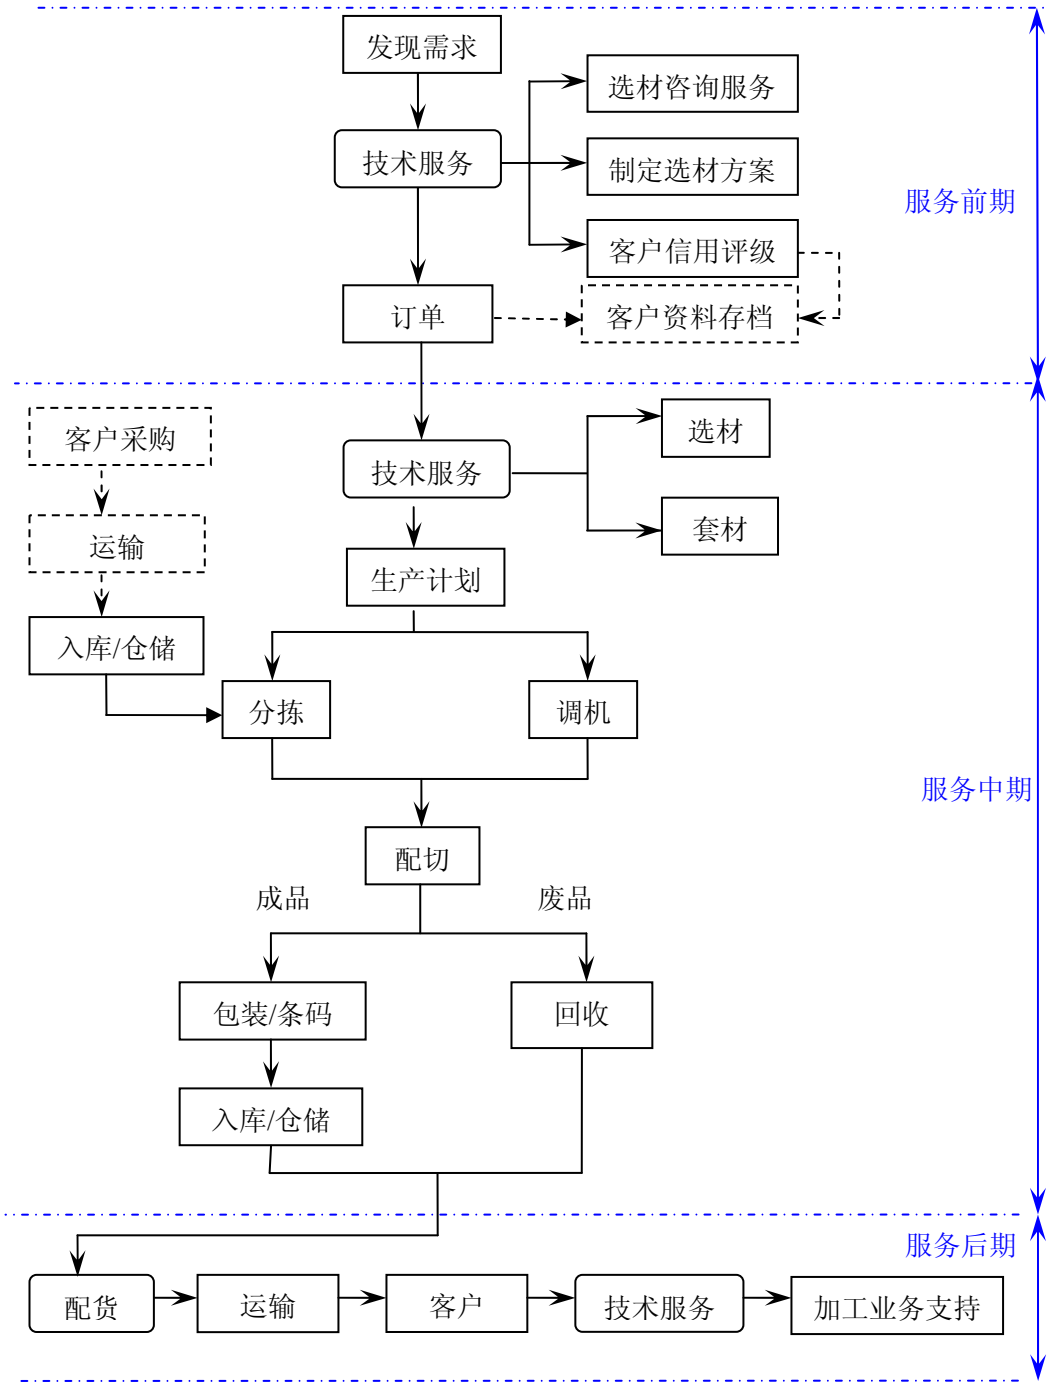 发现需求
选材咨询服务
技术服务
制定选材方案
服务前期
客户信用评级
订单
客户资料存档
客户采购
选材
技术服务
套材
运输
生产计划
入库/仓储
分拣
调机
服务中期
配切
成品
废品
包装/条码
回收
入库/仓储
服务后期
配货
运输
客户
技术服务
加工业务支持